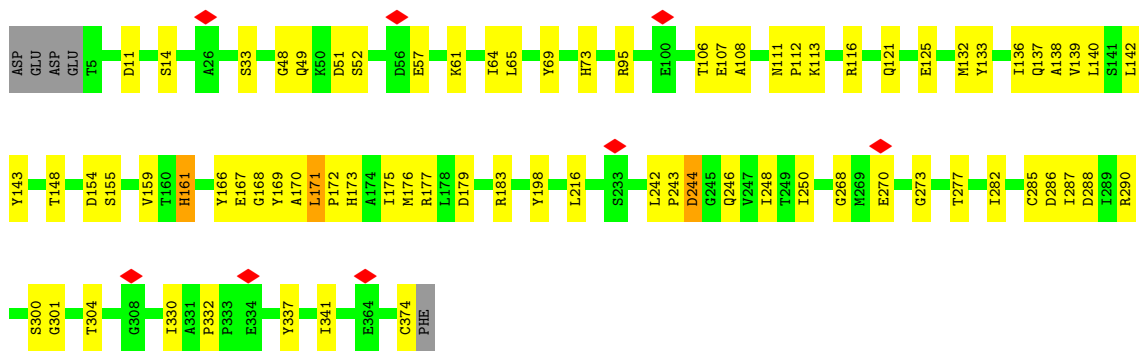 ASP GLU ASP GLU T5 D11 S14 A26 S33 G48 Q49 K50 D51 S52 D56 E57 K61 I64 L65 Y69 H73 R95 E100 T106 E107 A108 N111 P112 K113 R116 Q121 E125 M132 Y133 I136 Q137 A138 V139 L140 S141 L142
Y143 T148 D154 S155 V159 T160 H161 Y166 E167 G168 Y169 A170 L171 P172 H173 A174 I175 M176 R177 L178 D179 R183 Y198 L216 S233 L242 P243 D244 G245 Q246 V247 I248 T249 I250 G268 M269 E270 G273 T277 I282 C285 D286 I287 D288 I289 R290
S300 G301 T304 G308 I330 A331 P332 P333 E334 Y337 I341 E364 C374 PHE